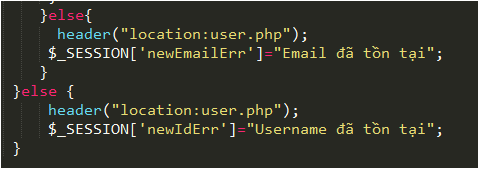 }else{
header("location:user.php");
$_SESSION['newEmailErr']="Email đã tồn tại";
}
}else {
header("location:user.php");
$_SESSION['newIdErr']="Username đã tồn tại";
}